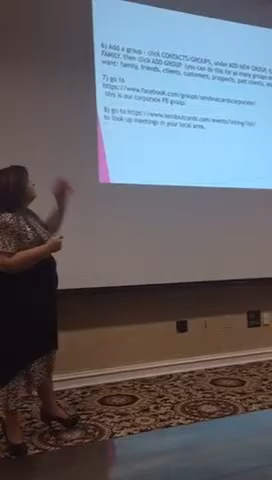 6) Add a group - click CONTACTS/GROUPS, under ADD NEW GROUP
FAMILY, then click ADD GROUP. (you can do this for as many groups as
want: family, friends, clients, customers, prospects, past clients,
7) go to
https://www.facebook.com/groups/sendoutcardscorporate/
this is our corporate FB group.
8) go to https://www.sendoutcards.com/events/listing/list/
to look up meetings in your local area.